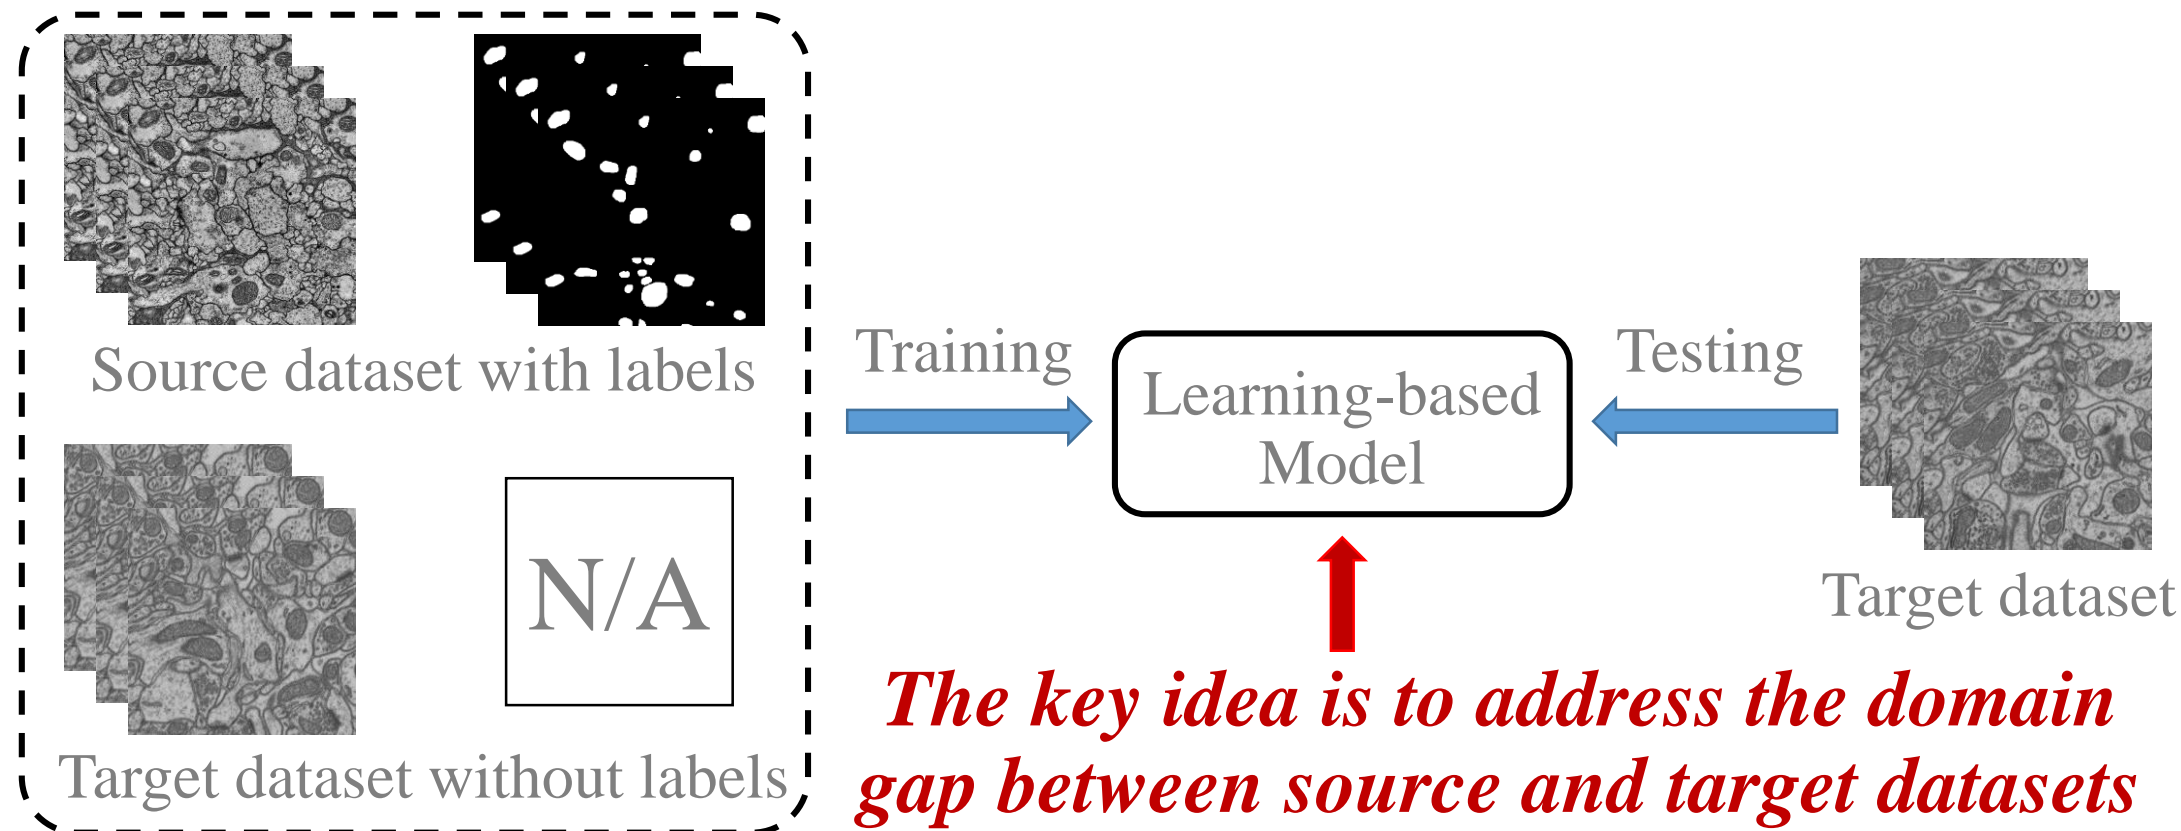 Source dataset with labels
N/A
Target dataset without labels
Training
Learning-based
Model
Testing
Target dataset
The key idea is to address the domain
gap between source and target datasets